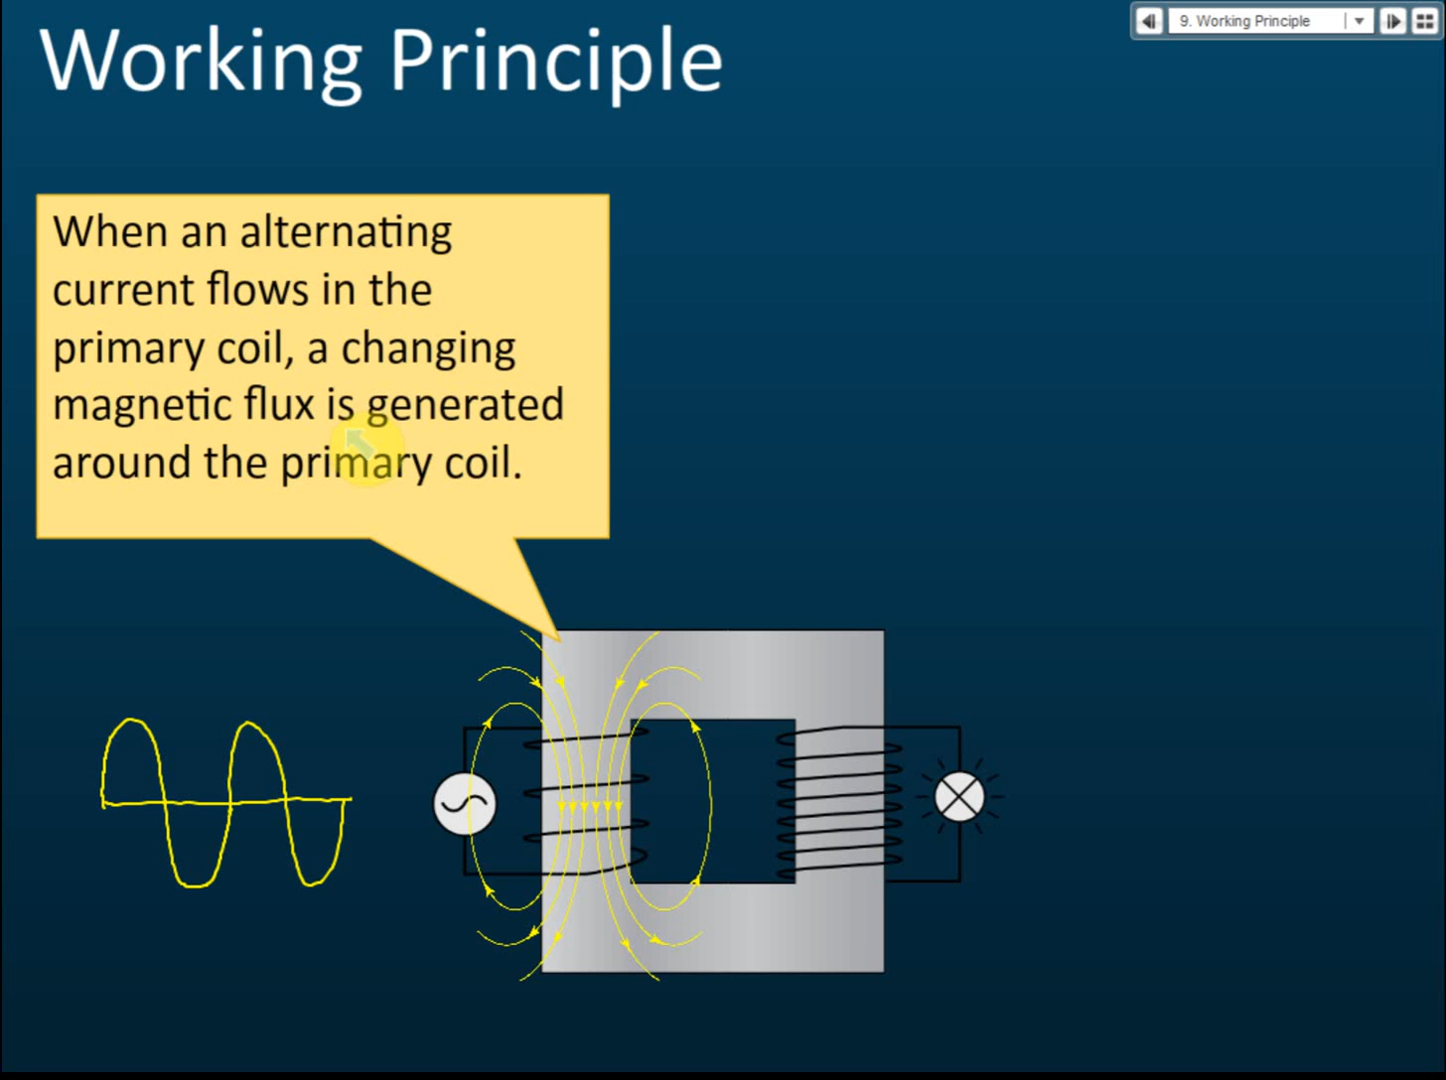 Working Principle
9. Working Principle
When an alternating
current flows in the
primary coil, a changing
magnetic flux is generated
around the primary coil.